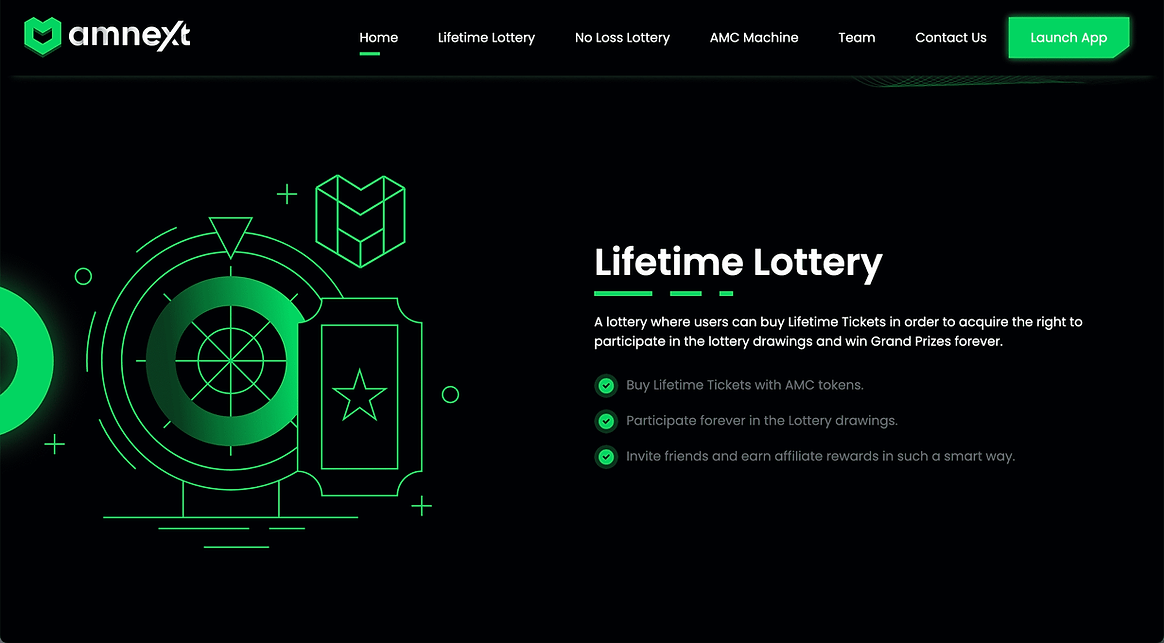 amnext
Home
Lifetime Lottery
No Loss Lottery
AMC Machine
Team
Contact Us
Launch App
Lifetime Lottery
A lottery where users can buy Lifetime Tickets in order to acquire the right to
participate in the lottery drawings and win Grand Prizes forever.
Buy Lifetime Tickets with AMC tokens.
Participate forever in the Lottery drawings.
Invite friends and earn affiliate rewards in such a smart way.